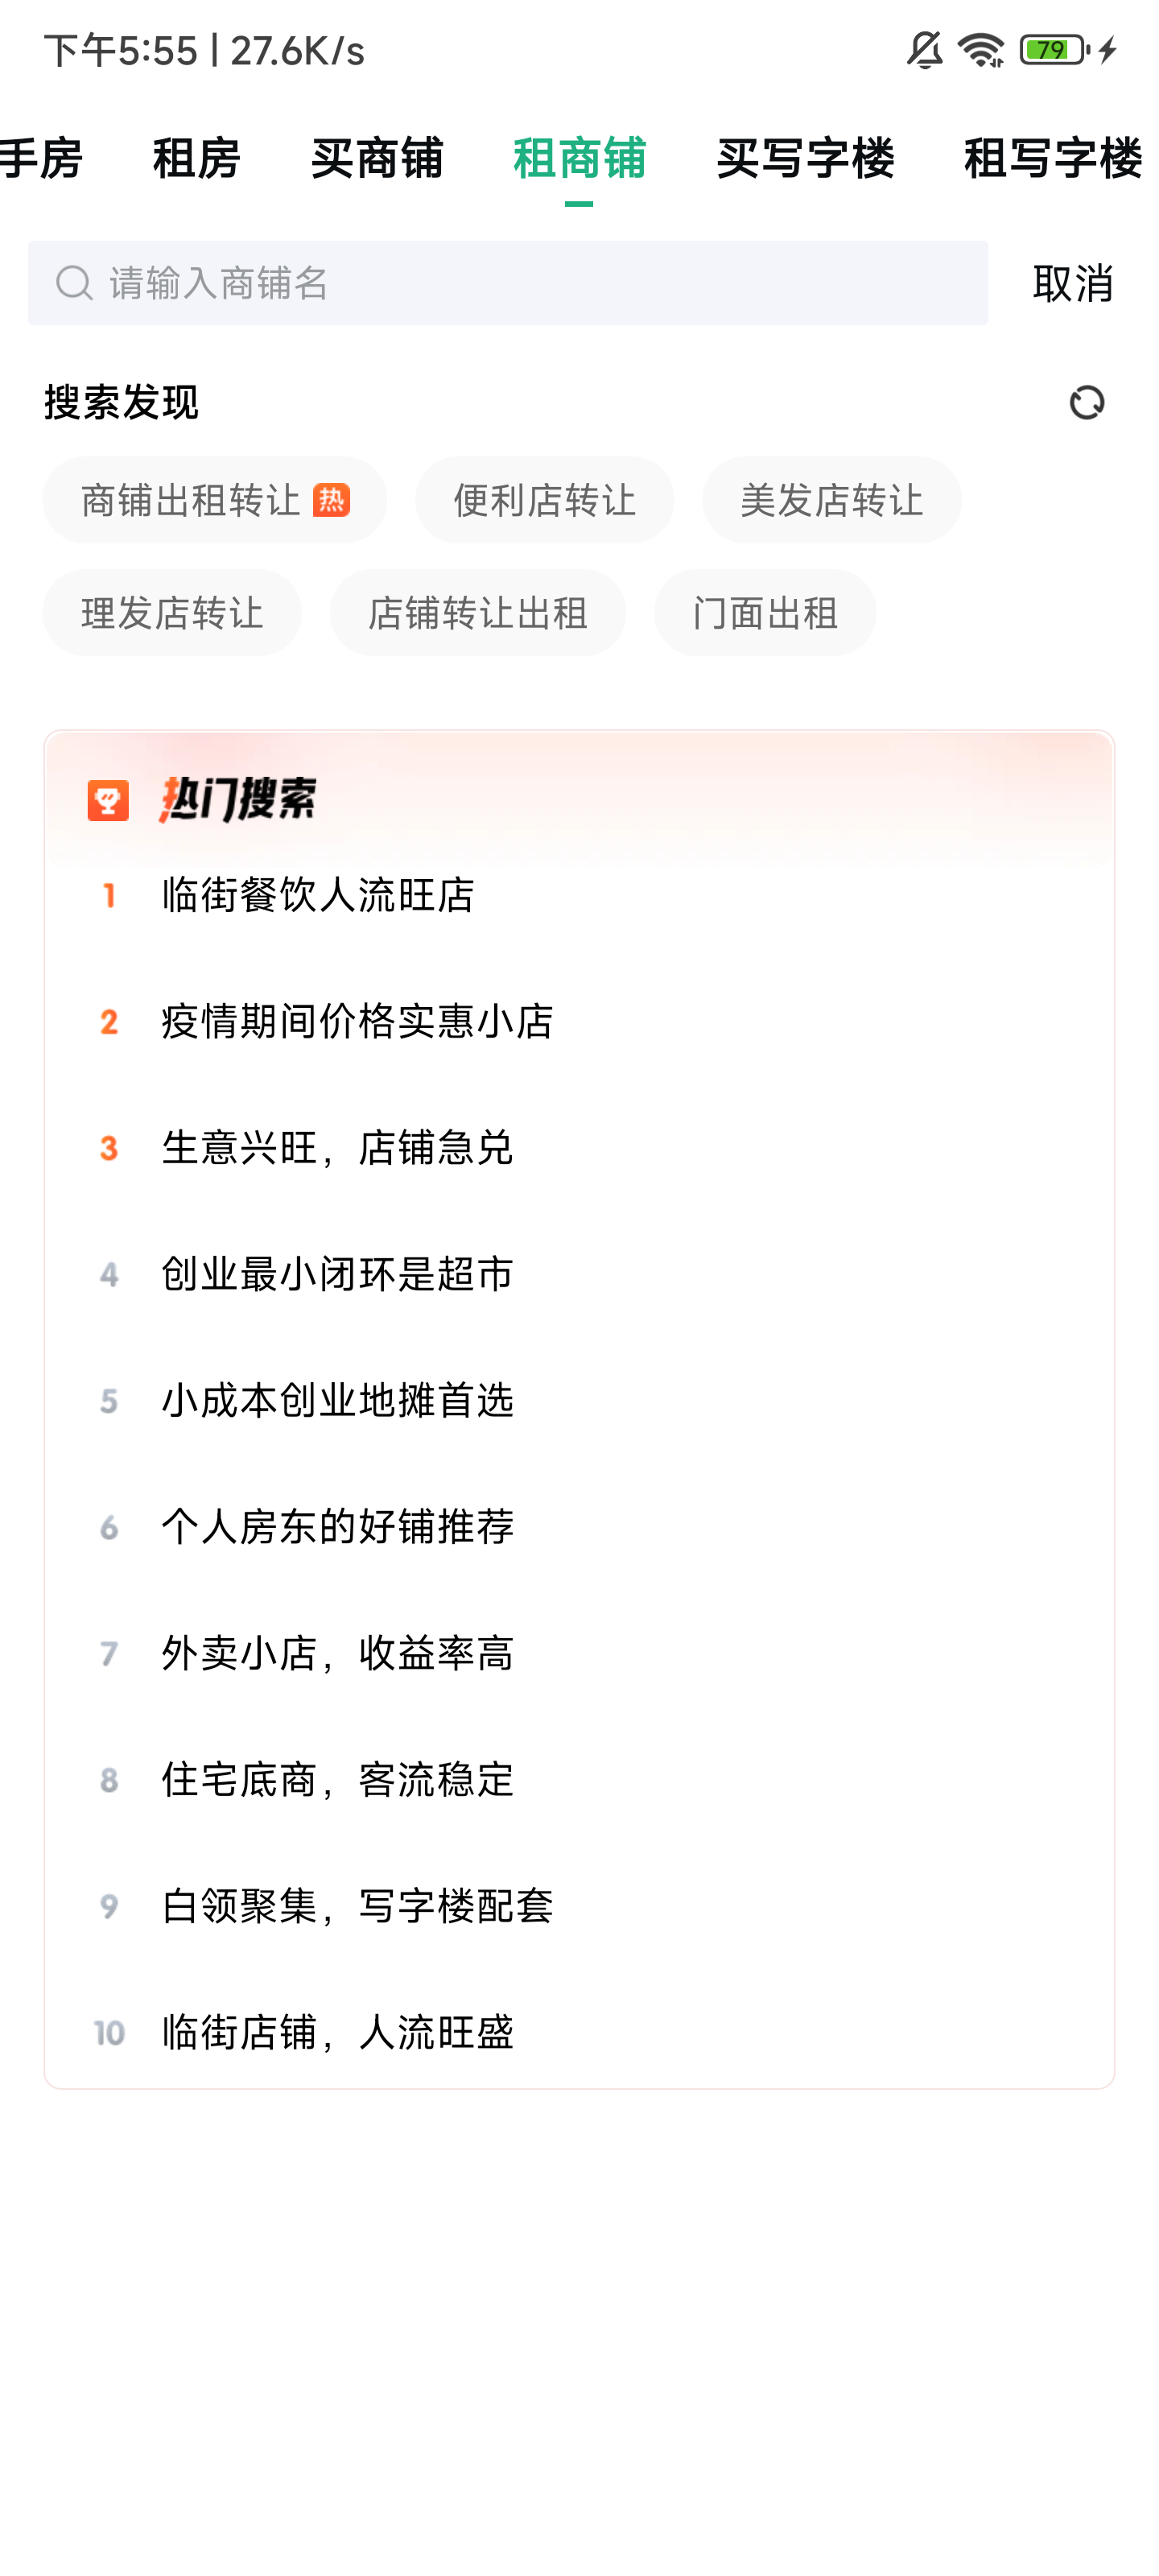 下午5:55 | 27.6K/s 79
手房 租房 买商铺 租商铺 买写字楼 租写字楼
请输入商铺名 取消
搜索发现
商铺出租转让 热 便利店转让 美发店转让
理发店转让 店铺转让出租 门面出租
热门搜索
1 临街餐饮人流旺店
2 疫情期间价格实惠小店
3 生意兴旺，店铺急兑
4 创业最小闭环是超市
5 小成本创业地摊首选
6 个人房东的好铺推荐
7 外卖小店，收益率高
8 住宅底商，客流稳定
9 白领聚集，写字楼配套
10 临街店铺，人流旺盛